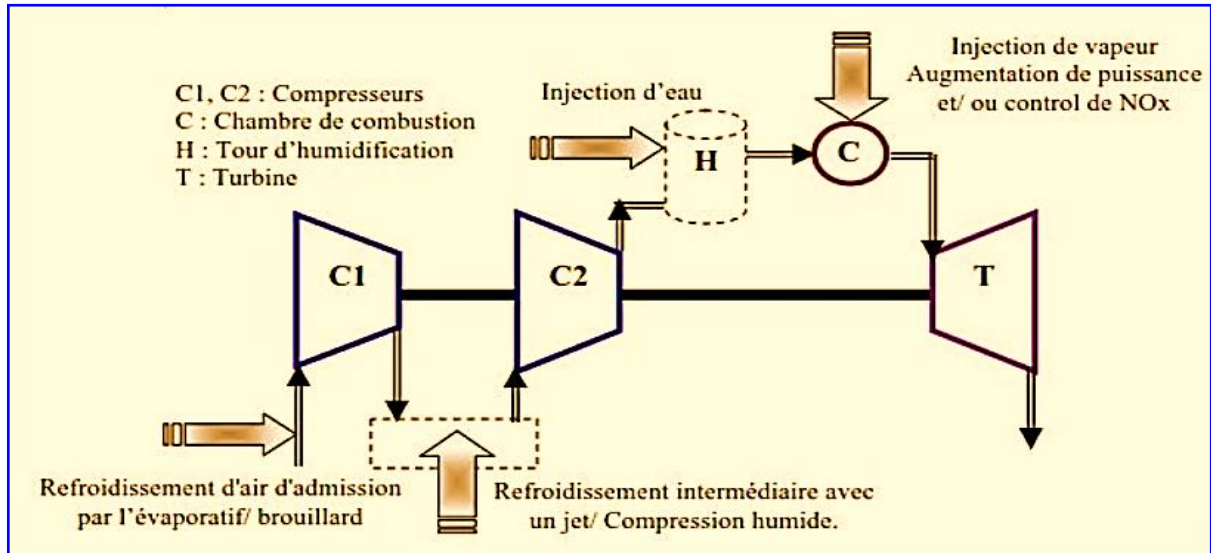 C1, C2 : Compresseurs
C : Chambre de combustion
H : Tour d'humidification
T : Turbine
Injection d'eau
Injection de vapeur
Augmentation de puissance
et/ ou control de NOx
H
C
C1
C2
T
Refroidissement d'air d'admission
par l'évaporatif/ brouillard
Refroidissement intermédiaire avec
un jet/ Compression humide.